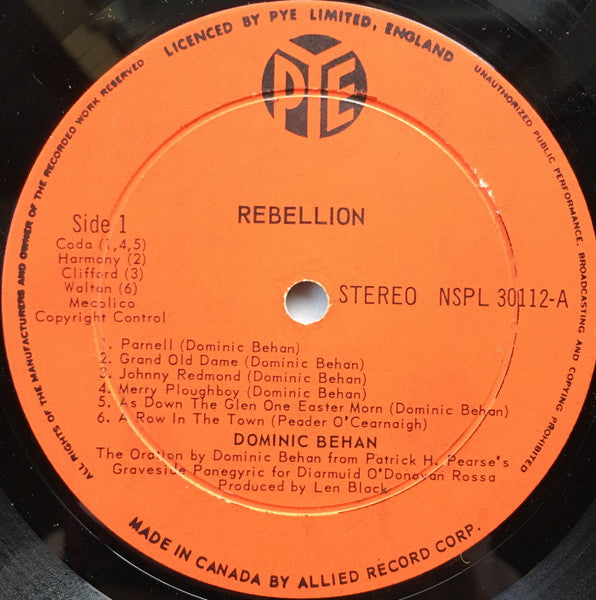 LICENCED BY PYE LIMITED, ENGLAND
UNAUTHORIZED PUBLIC PERFORMANCE, BROADCASTING AND COPYING PROHIBITED
ALL RIGHTS OF THE MANUFACTURERS AND OWNER OF THE RECORDED WORK RESERVED
PYE
REBELLION
Side 1
Coda (1,4,5)
Harmony (2)
Clifford (3)
Walton (6)
Mecolico
Copyright Control
STEREO NSPL 30112-A
1. Parnell (Dominic Behan)
2. Grand Old Dame (Dominic Behan)
3. Johnny Redmond (Dominic Behan)
4. Merry Ploughboy (Dominic Behan)
5. As Down The Glen One Easter Morn (Dominic Behan)
6. A Row In The Town (Peader O'Cearnaigh)
DOMINIC BEHAN
The Oration by Dominic Behan from Patrick H. Pearse's
Graveside Panegyric for Diarmuid O'Donovan Rossa
Produced by Len Black
MADE IN CANADA BY ALLIED RECORD CORP.